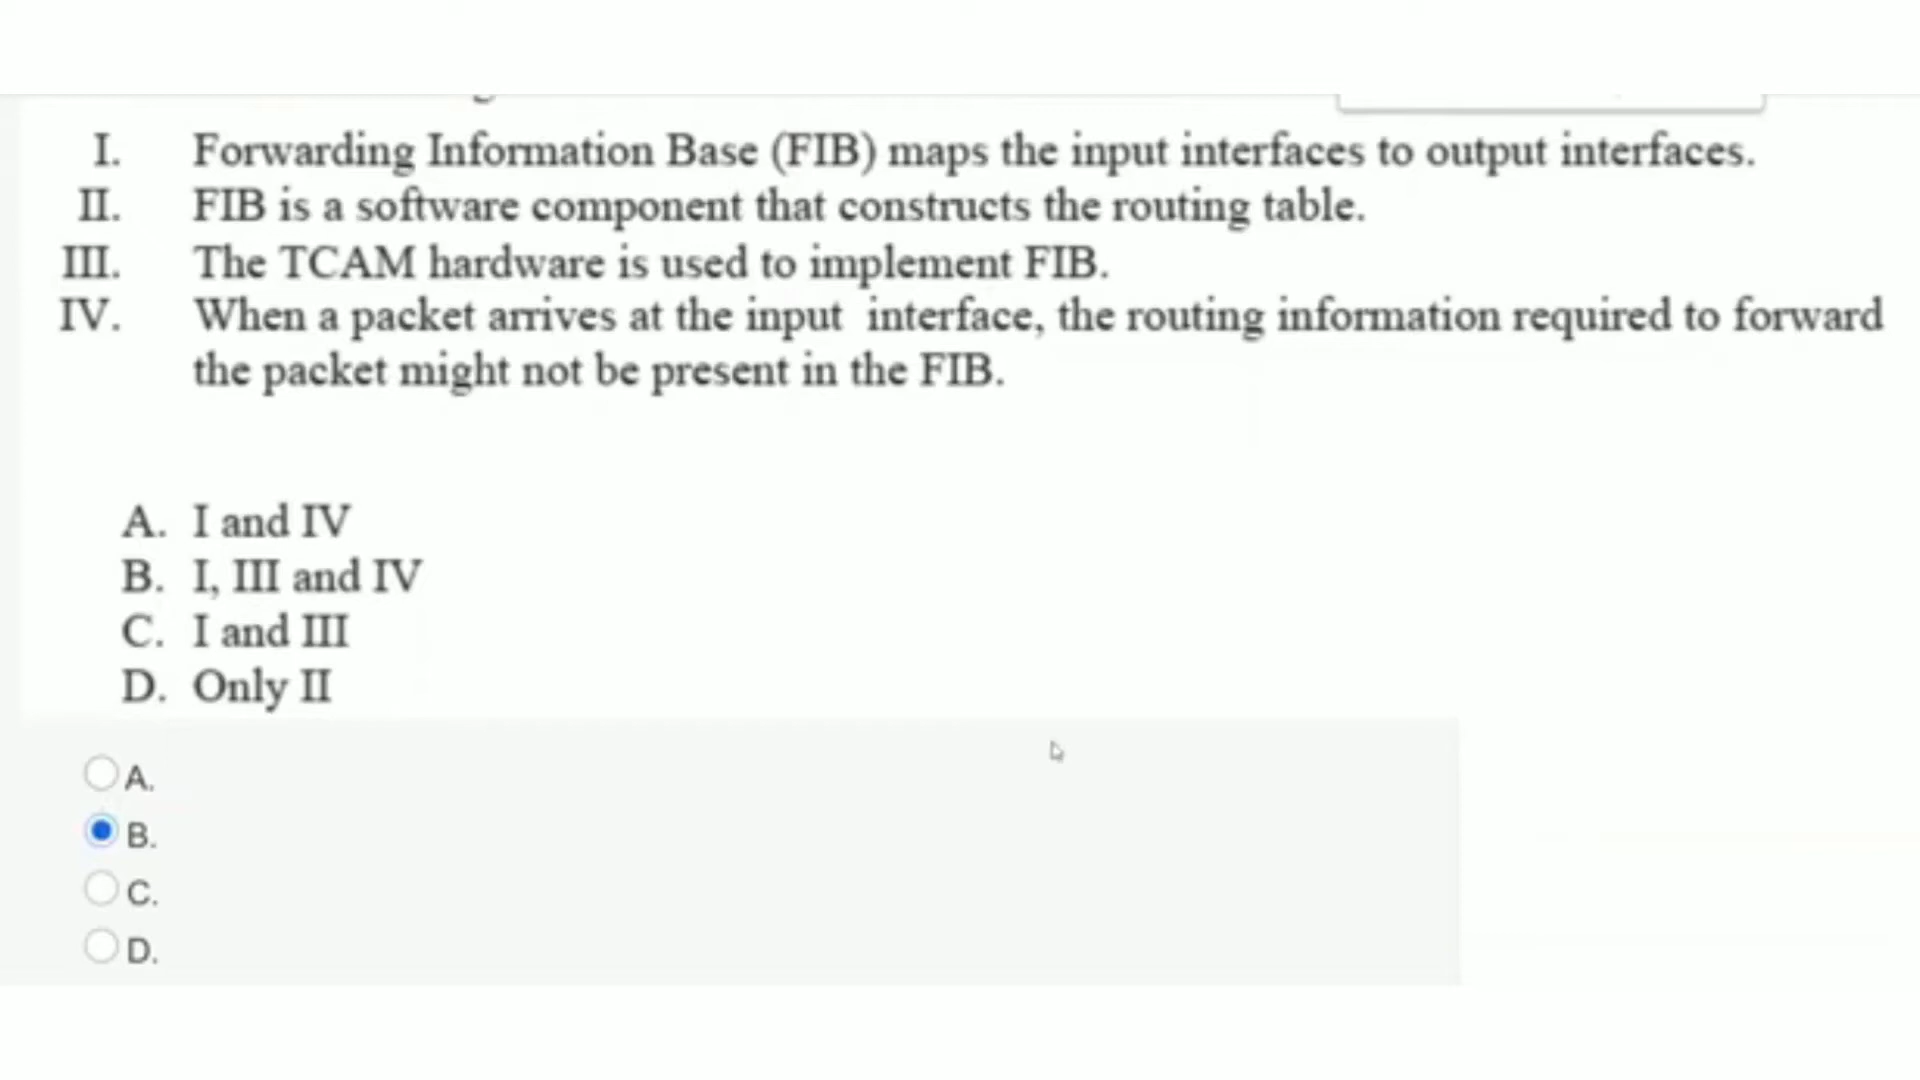 I. Forwarding Information Base (FIB) maps the input interfaces to output interfaces.
II. FIB is a software component that constructs the routing table.
III. The TCAM hardware is used to implement FIB.
IV. When a packet arrives at the input interface, the routing information required to forward
the packet might not be present in the FIB.
A. I and IV
B. I, III and IV
C. I and III
D. Only II
A.
B.
C.
D.